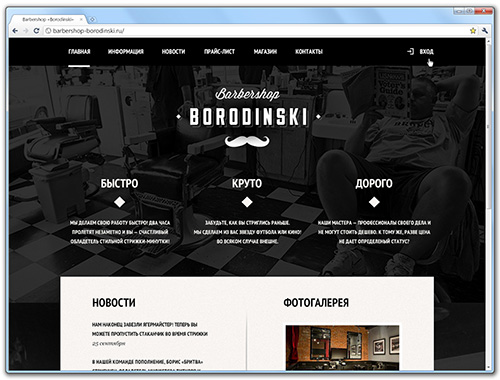 Barbershop «Borodinski»
barbershop-borodinski.ru/
ГЛАВНАЯ ИНФОРМАЦИЯ НОВОСТИ ПРАЙС-ЛИСТ МАГАЗИН КОНТАКТЫ ВХОД
Barbershop
BORODINSKI
БЫСТРО КРУТО ДОРОГО
МЫ ДЕЛАЕМ СВОЮ РАБОТУ БЫСТРО! ДВА ЧАСА
ПРОЛЕТЯТ НЕЗАМЕТНО И ВЫ — СЧАСТЛИВЫЙ
ОБЛАДАТЕЛЬ СТИЛЬНОЙ СТРИЖКИ-МИНУТКИ!
ЗАБУДЬТЕ, КАК ВЫ СТРИГЛИСЬ РАНЬШЕ.
МЫ СДЕЛАЕМ ИЗ ВАС ЗВЕЗДУ ФУТБОЛА ИЛИ КИНО!
ВО ВСЯКОМ СЛУЧАЕ ВНЕШНЕ.
НАШИ МАСТЕРА — ПРОФЕССИОНАЛЫ СВОЕГО ДЕЛА И
НЕ МОГУТ СТОИТЬ ДЕШЕВО. К ТОМУ ЖЕ, РАЗВЕ ЦЕНА
НЕ ДАЕТ ОПРЕДЕЛЕННЫЙ СТАТУС?
НОВОСТИ
НАМ НАКОНЕЦ ЗАВЕЗЛИ ЯГЕРМАЙСТЕР! ТЕПЕРЬ ВЫ
МОЖЕТЕ ПРОПУСТИТЬ СТАКАНЧИК ВО ВРЕМЯ СТРИЖКИ
25 сентября
В НАШЕЙ КОМАНДЕ ПОПОЛНЕНИЕ, БОРИС «БРИТВА»
ФОТОГАЛЕРЕЯ